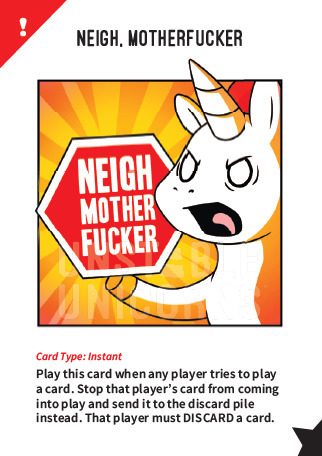 !
NEIGH, MOTHERFUCKER
NEIGH
MOTHER
FUCKER
UNSTABLE
UNICORNS
Card Type: Instant
Play this card when any player tries to play
a card. Stop that player's card from coming
into play and send it to the discard pile
instead. That player must DISCARD a card.